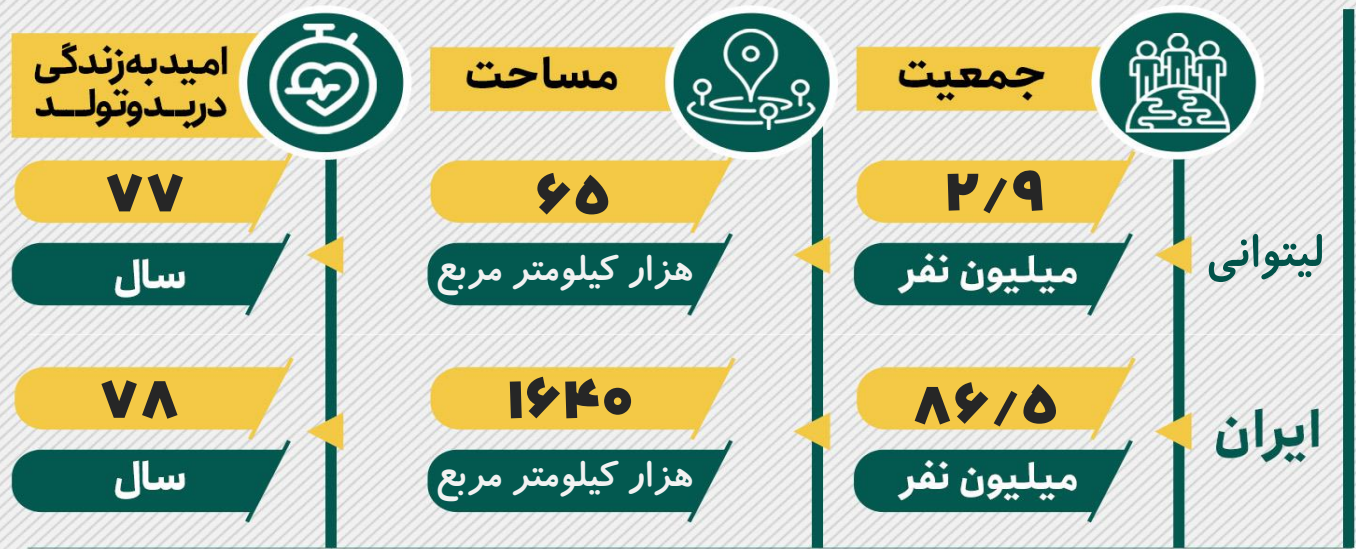 جمعیت
مساحت
امیدبه‌زندگی
دربدوتولد
لیتوانی
۲/۹
میلیون نفر
۶۵
هزار کیلومتر مربع
۷۷
سال
ایران
۸۶/۵
میلیون نفر
۱۶۴۰
هزار کیلومتر مربع
۷۸
سال